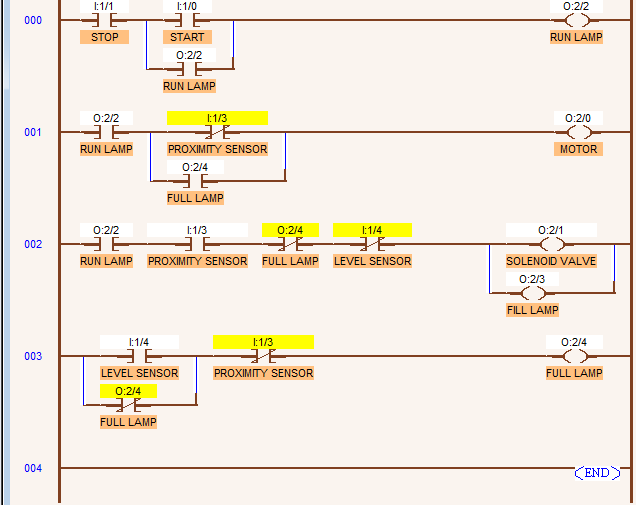 I:1/1 I:1/0 O:2/2
000
STOP START RUN LAMP
O:2/2
RUN LAMP
O:2/2 I:1/3 O:2/0
001
RUN LAMP PROXIMITY SENSOR MOTOR
O:2/4
FULL LAMP
O:2/2 I:1/3 O:2/4 I:1/4 O:2/1
002
RUN LAMP PROXIMITY SENSOR FULL LAMP LEVEL SENSOR SOLENOID VALVE
O:2/3
FILL LAMP
I:1/4 I:1/3 O:2/4
003
LEVEL SENSOR PROXIMITY SENSOR FULL LAMP
O:2/4
FULL LAMP
004 END